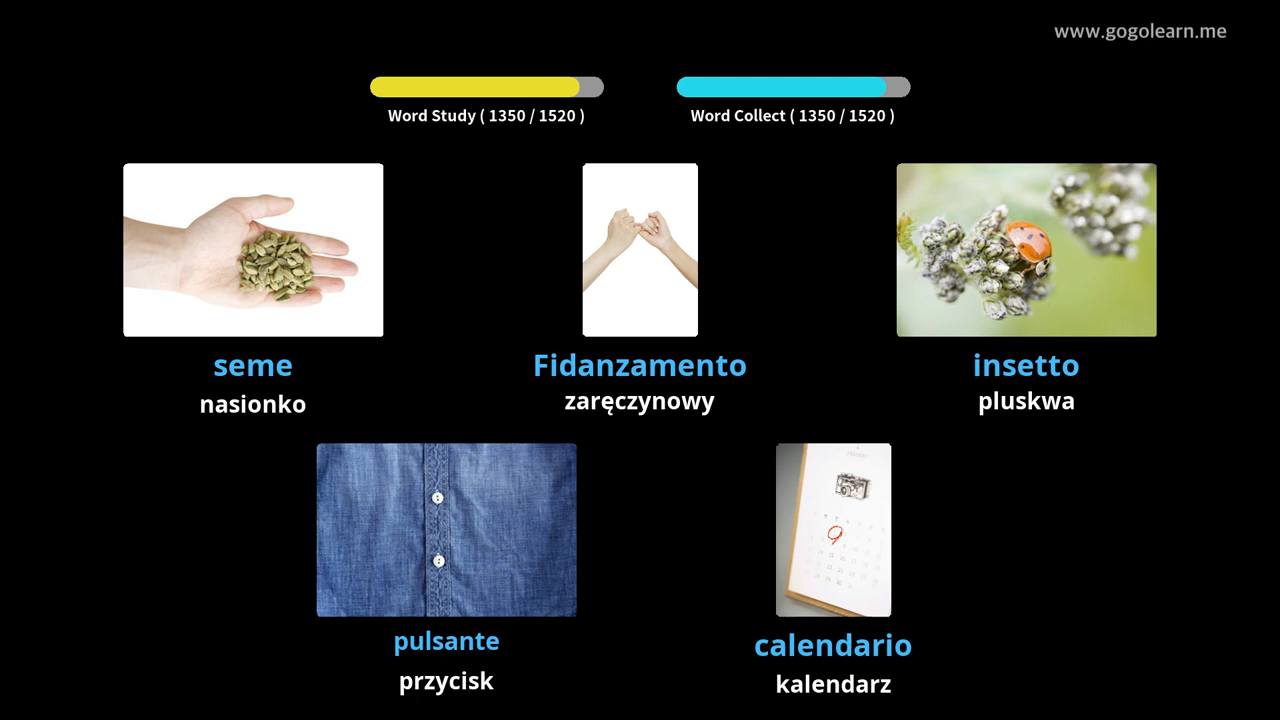 www.gogolearn.me
Word Study ( 1350 / 1520 )
Word Collect ( 1350 / 1520 )
seme
nasionko
Fidanzamento
zaręczynowy
insetto
pluskwa
pulsante
przycisk
calendario
kalendarz